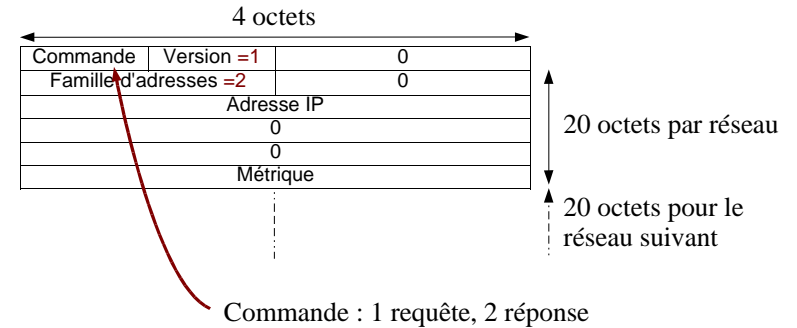 4 octets
Commande Version =1 0
Famille d'adresses =2 0
Adresse IP
0
20 octets par réseau
0
Métrique
20 octets pour le
réseau suivant
Commande : 1 requête, 2 réponse